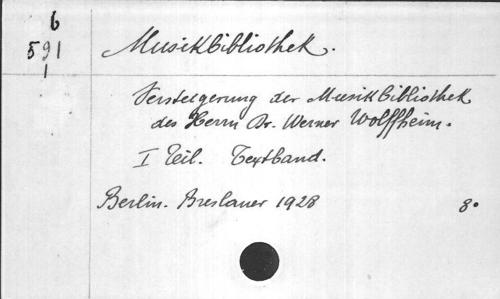 6
591
1
Musikbibliothek.
Versteigerung der Musikbibliothek
des Herrn Dr. Werner Wolffheim.
I Teil. Textband.
Berlin. Breslauer 1928 8°